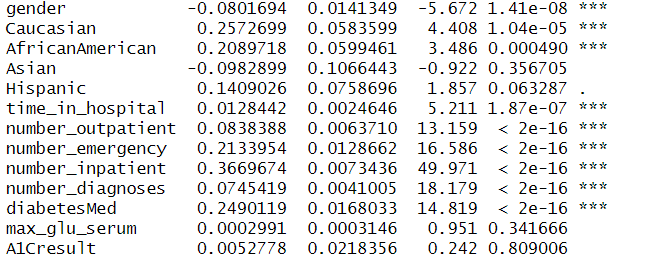 gender -0.0801694 0.0141349 -5.672 1.41e-08 ***
Caucasian 0.2572699 0.0583599 4.408 1.04e-05 ***
AfricanAmerican 0.2089718 0.0599461 3.486 0.000490 ***
Asian -0.0982899 0.1066443 -0.922 0.356705
Hispanic 0.1409026 0.0758696 1.857 0.063287 .
time_in_hospital 0.0128442 0.0024646 5.211 1.87e-07 ***
number_outpatient 0.0838388 0.0063710 13.159 < 2e-16 ***
number_emergency 0.2133954 0.0128662 16.586 < 2e-16 ***
number_inpatient 0.3669674 0.0073436 49.971 < 2e-16 ***
number_diagnoses 0.0745419 0.0041005 18.179 < 2e-16 ***
diabetesMed 0.2490119 0.0168033 14.819 < 2e-16 ***
max_glu_serum 0.0002991 0.0003146 0.951 0.341666
A1Cresult 0.0052778 0.0218356 0.242 0.809006